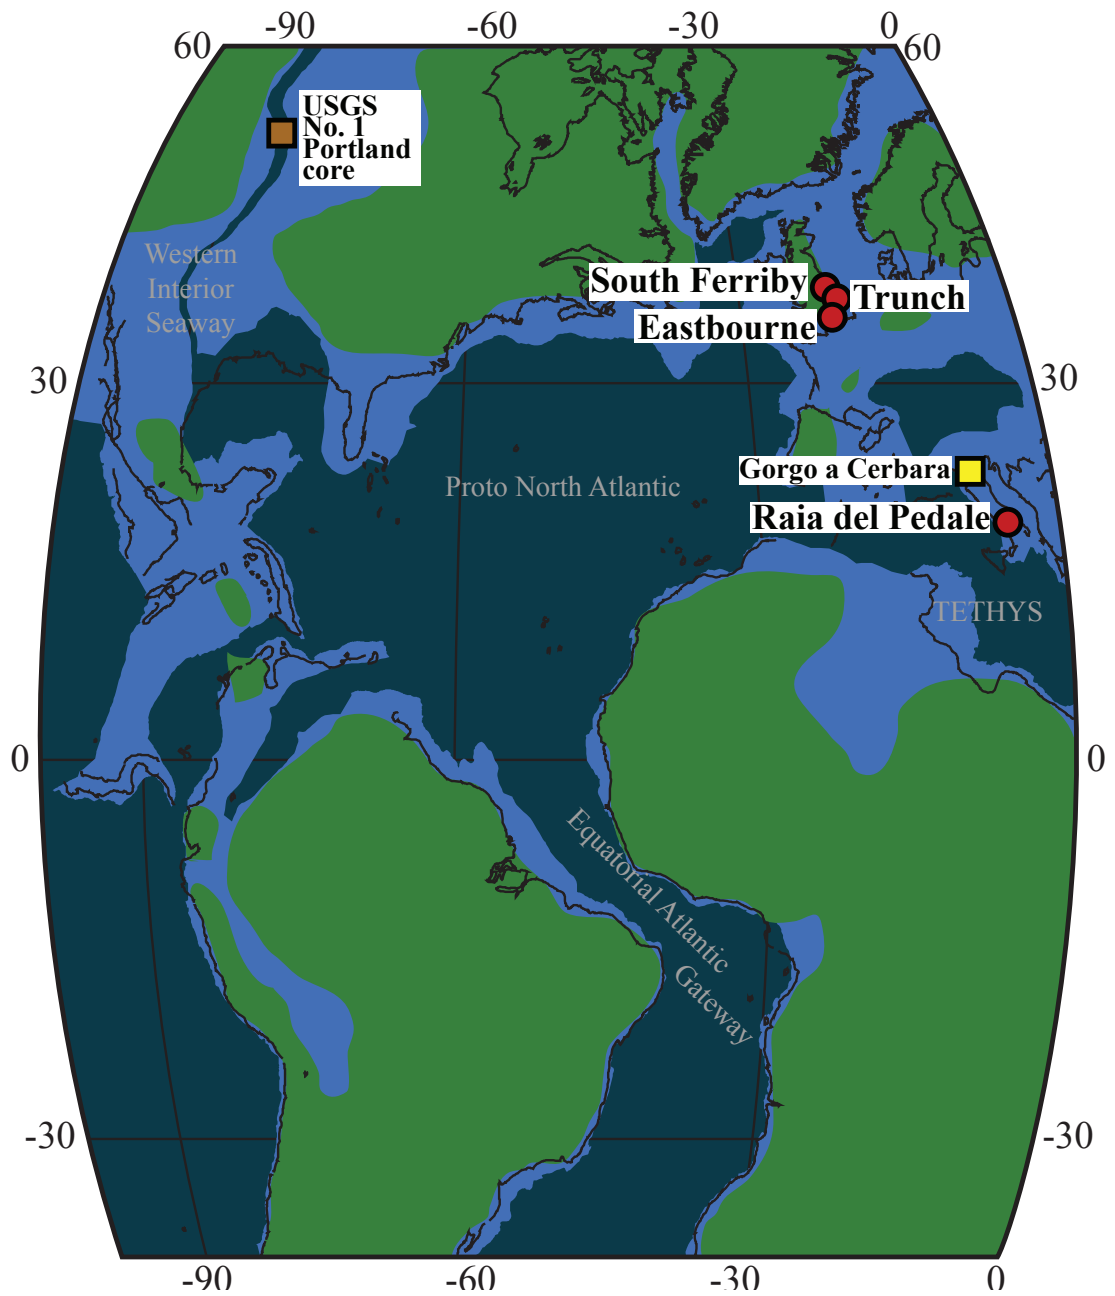 -90 -60 -30 0
60 60
USGS
No. 1
Portland
core
Western
Interior
Seaway
South Ferriby
Trunch
Eastbourne
30 30
Gorgo a Cerbara
Proto North Atlantic
Raia del Pedale
TETHYS
0 0
Equatorial Atlantic
Gateway
-30 -30
-90 -60 -30 0